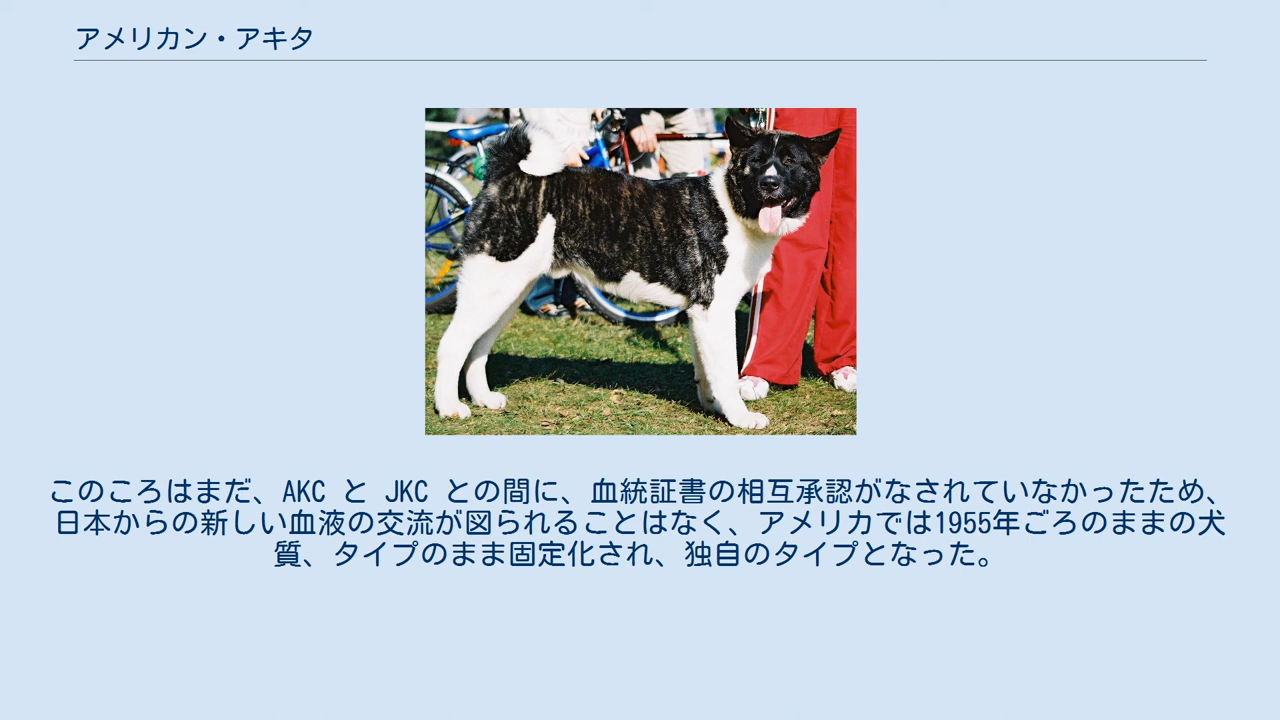 アメリカン・アキタ
このころはまだ、AKC と JKC との間に、血統証書の相互承認がなされていなかったため、
日本からの新しい血液の交流が図られることはなく、アメリカでは1955年ごろのままの犬
質、タイプのまま固定化され、独自のタイプとなった。